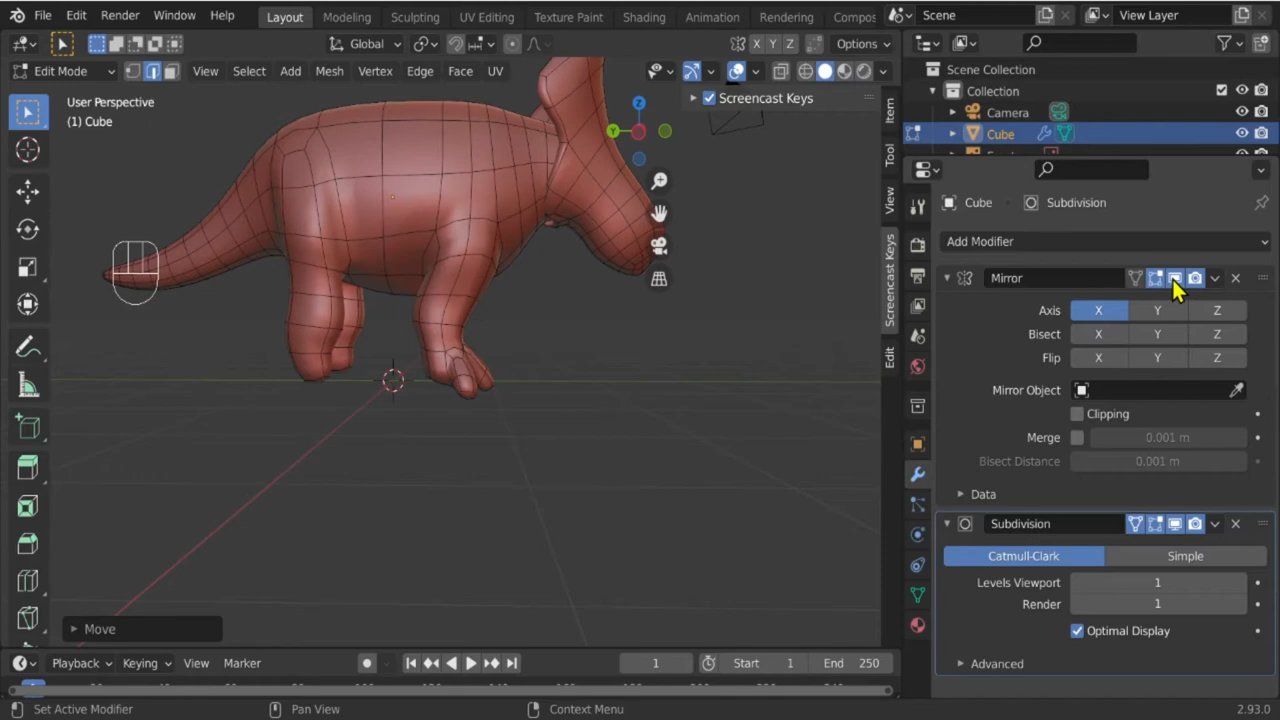 File Edit Render Window Help Layout Modeling Sculpting UV Editing Texture Paint Shading Animation Rendering Compos Scene View Layer
Global X Y Z Options
Edit Mode View Select Add Mesh Vertex Edge Face UV
User Perspective
(1) Cube
Screencast Keys
Z
Y
Item
Tool
View
Screencast Keys
Edit
Move
Playback Keying View Marker 1 Start 1 End 250
Set Active Modifier Pan View Context Menu 2.93.0
Scene Collection
Collection
Camera
Cube
Cube Subdivision
Add Modifier
Mirror
Axis X Y Z
Bisect X Y Z
Flip X Y Z
Mirror Object
Clipping
Merge 0.001 m
Bisect Distance 0.001 m
Data
Subdivision
Catmull-Clark Simple
Levels Viewport 1
Render 1
Optimal Display
Advanced